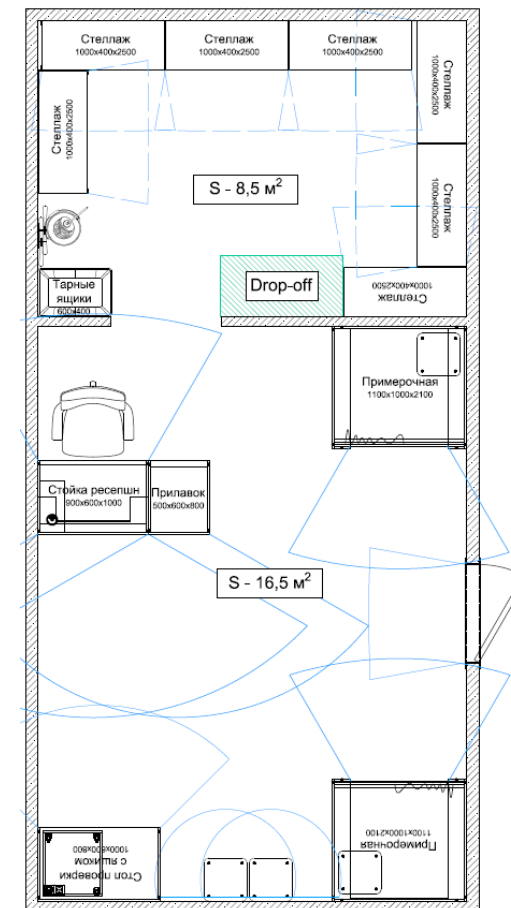 Стеллаж
1000x400x2500
Стеллаж
1000x400x2500
Стеллаж
1000x400x2500
Стеллаж
1000x400x2500
Стеллаж
1000x400x2500
S - 8,5 м²
Стеллаж
1000x400x2500
Тарные
ящики
600x400
Drop-off
Стеллаж
1000x400x2500
Примерочная
1100x1000x2100
Стойка ресепшн
900x600x1000
Прилавок
500x600x800
S - 16,5 м²
Стол проверки
с ящиком
1000x600x800
Примерочная
1100x1000x2100